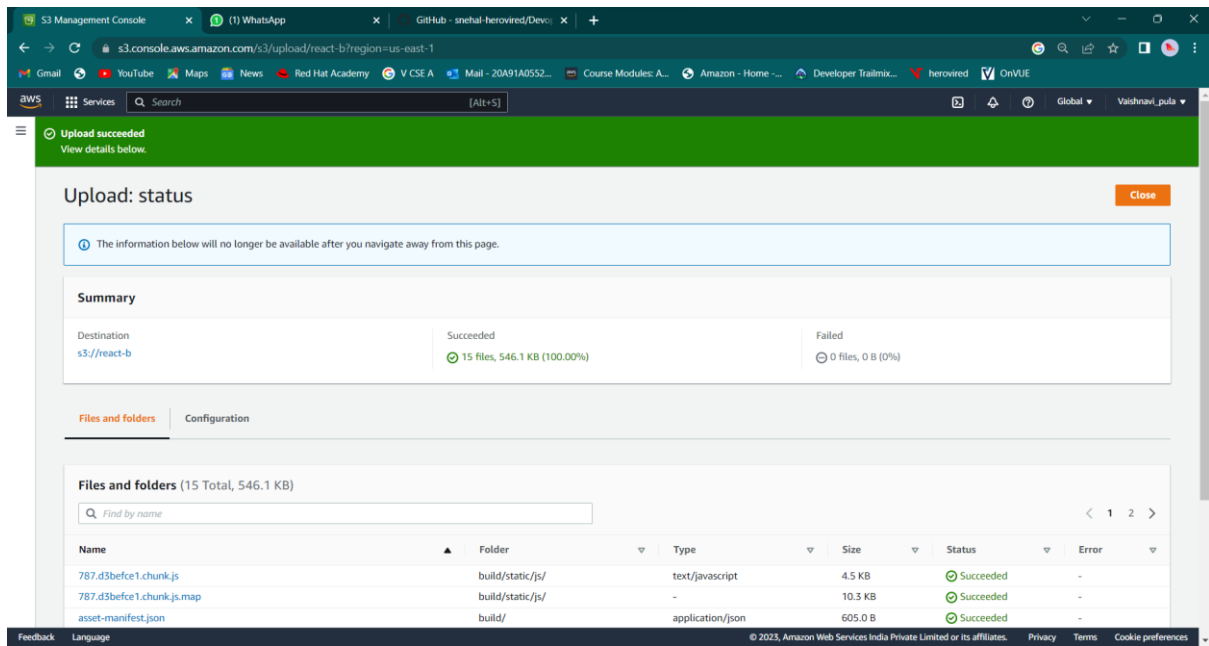 S3 Management Console
(1) WhatsApp
GitHub - snehal-herovired/Devo
s3.console.aws.amazon.com/s3/upload/react-b?region=us-east-1
Gmail YouTube Maps News Red Hat Academy V CSE A Mail - 20A91A0552... Course Modules: A... Amazon - Home -... Developer Trailmix... herovired OnVUE
aws Services Search [Alt+S] Global Vaishnavi_pula
Upload succeeded
View details below.
Upload: status
Close
The information below will no longer be available after you navigate away from this page.
Summary
Destination Succeeded Failed
s3://react-b 15 files, 546.1 KB (100.00%) 0 files, 0 B (0%)
Files and folders Configuration
Files and folders (15 Total, 546.1 KB)
Find by name
1 2
Name Folder Type Size Status Error
787.d3befce1.chunk.js build/static/js/ text/javascript 4.5 KB Succeeded -
787.d3befce1.chunk.js.map build/static/js/ - 10.3 KB Succeeded -
asset-manifest.json build/ application/json 605.0 B Succeeded -
Feedback Language © 2023, Amazon Web Services India Private Limited or its affiliates. Privacy Terms Cookie preferences